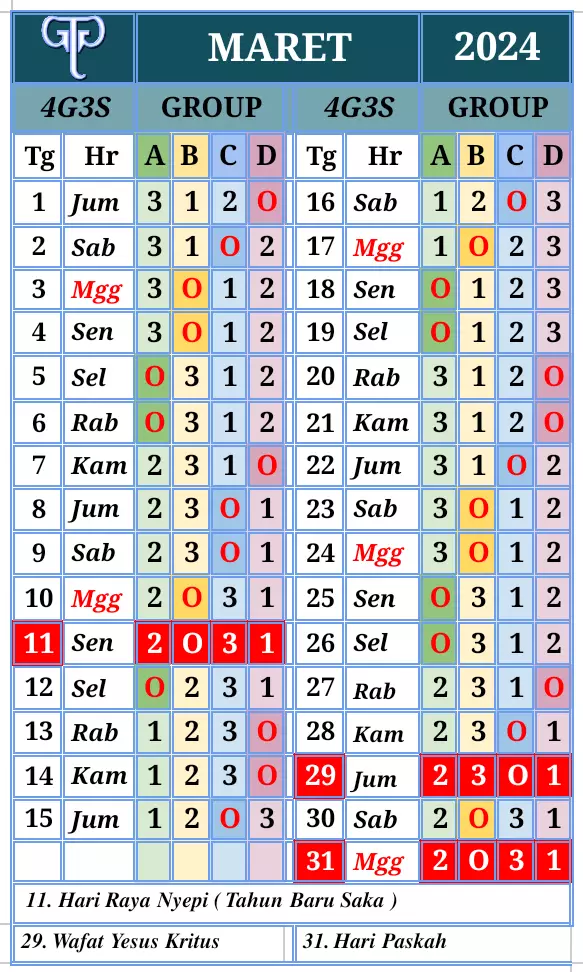 GP MARET 2024
4G3S GROUP 4G3S GROUP
Tg Hr A B C D Tg Hr A B C D
1 Jum 3 1 2 O 16 Sab 1 2 O 3
2 Sab 3 1 O 2 17 Mgg 1 O 2 3
3 Mgg 3 O 1 2 18 Sen O 1 2 3
4 Sen 3 O 1 2 19 Sel O 1 2 3
5 Sel O 3 1 2 20 Rab 3 1 2 O
6 Rab O 3 1 2 21 Kam 3 1 2 O
7 Kam 2 3 1 O 22 Jum 3 1 O 2
8 Jum 2 3 O 1 23 Sab 3 O 1 2
9 Sab 2 3 O 1 24 Mgg 3 O 1 2
10 Mgg 2 O 3 1 25 Sen O 3 1 2
11 Sen 2 O 3 1 26 Sel O 3 1 2
12 Sel O 2 3 1 27 Rab 2 3 1 O
13 Rab 1 2 3 O 28 Kam 2 3 O 1
14 Kam 1 2 3 O 29 Jum 2 3 O 1
15 Jum 1 2 O 3 30 Sab 2 O 3 1
31 Mgg 2 O 3 1
11. Hari Raya Nyepi ( Tahun Baru Saka )
29. Wafat Yesus Kritus 31. Hari Paskah